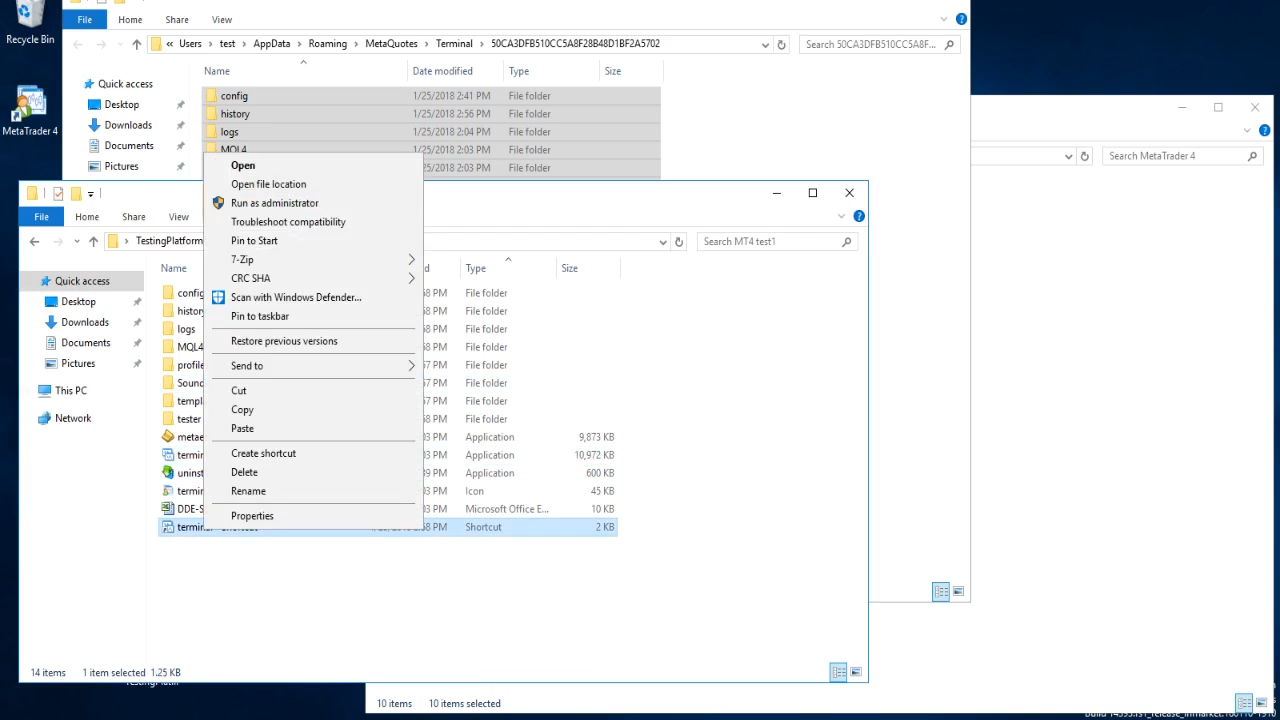 Recycle Bin
MetaTrader 4
File Home Share View
« Users › test › AppData › Roaming › MetaQuotes › Terminal › 50CA3DFB510CC5A8F28B48D1BF2A5702
Search 50CA3DFB510CC5A8F...
Name Date modified Type Size
Quick access
Desktop
Downloads
Documents
Pictures
config 1/25/2018 2:41 PM File folder
history 1/25/2018 2:56 PM File folder
logs 1/25/2018 2:04 PM File folder
MQL4 1/25/2018 2:03 PM File folder
1/25/2018 2:03 PM File folder
Search MetaTrader 4
File Home Share View
TestingPlatform
Search MT4 test1
Name Type Size
Quick access
Desktop
Downloads
Documents
Pictures
This PC
Network
File folder
File folder
logs File folder
MQL4 File folder
File folder
File folder
File folder
tester File folder
Application 9,873 KB
Application 10,972 KB
Application 600 KB
Icon 45 KB
Microsoft Office E... 10 KB
Shortcut 2 KB
Open
Open file location
Run as administrator
Troubleshoot compatibility
Pin to Start
7-Zip
CRC SHA
Scan with Windows Defender...
Pin to taskbar
Restore previous versions
Send to
Cut
Copy
Paste
Create shortcut
Delete
Rename
Properties
14 items 1 item selected 1.25 KB
10 items 10 items selected